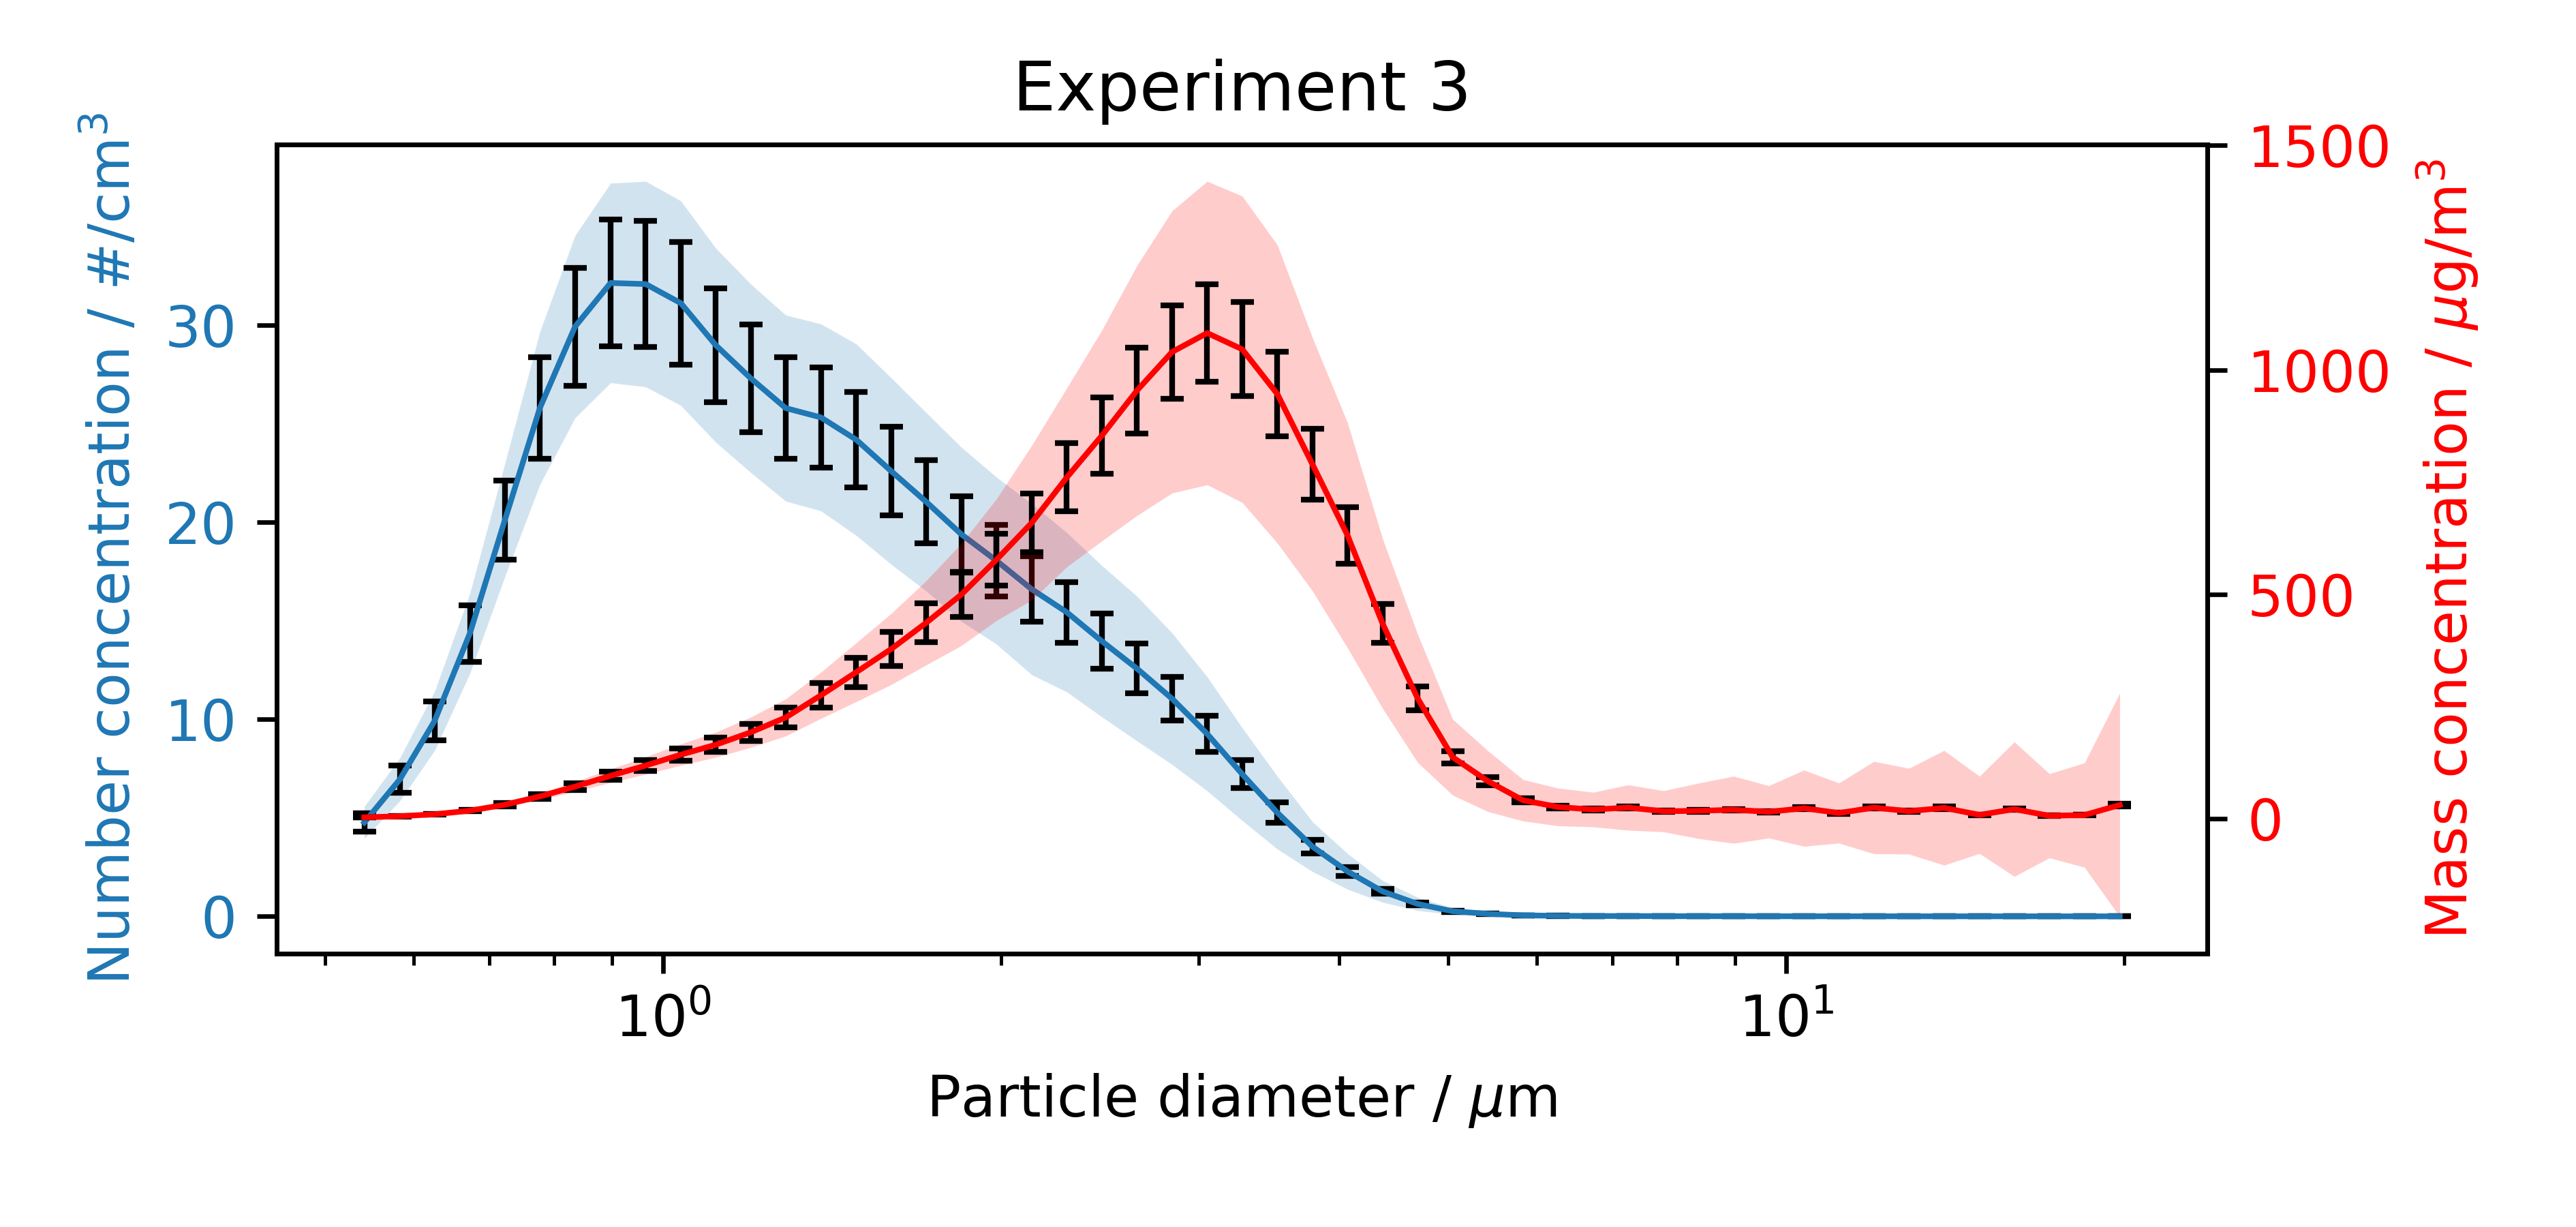 Experiment 3
Number concentration / #/cm³
30
20
10
0
1500
1000
500
0
Mass concentration / μg/m³
10⁰
10¹
Particle diameter / μm